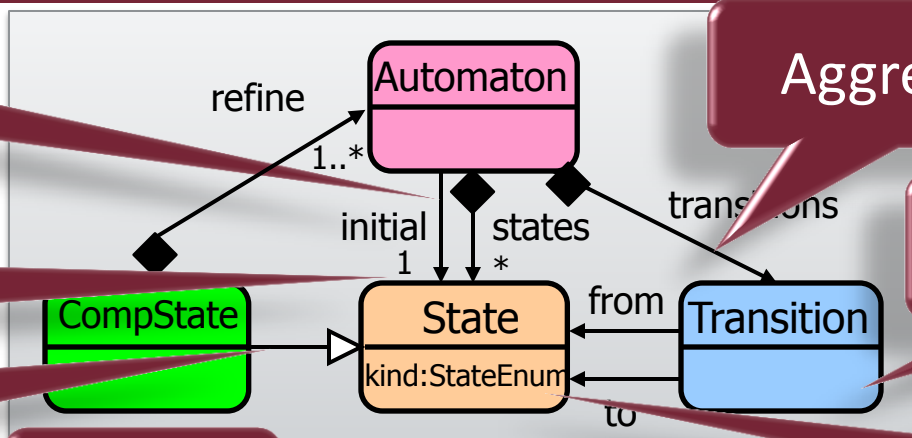 Aggre
Automaton
refine
1..*
transitions
initial
states
1
*
CompState
State
from
Transition
kind:StateEnum
to